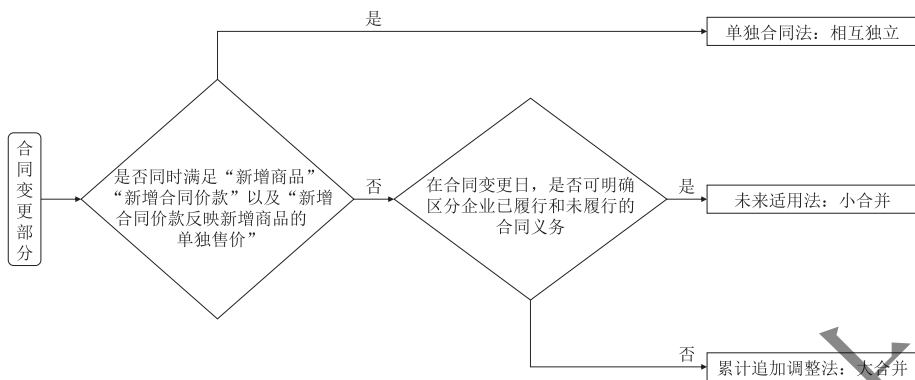 是
单独合同法：相互独立
合
同
变
更
部
分
是否同时满足“新增商品”
“新增合同价款”以及“新增
合同价款反映新增商品的
单独售价”
否
在合同变更日，是否可明确
区分企业已履行和未履行的
合同义务
是
未来适用法：小合并
否
累计追加调整法：大合并